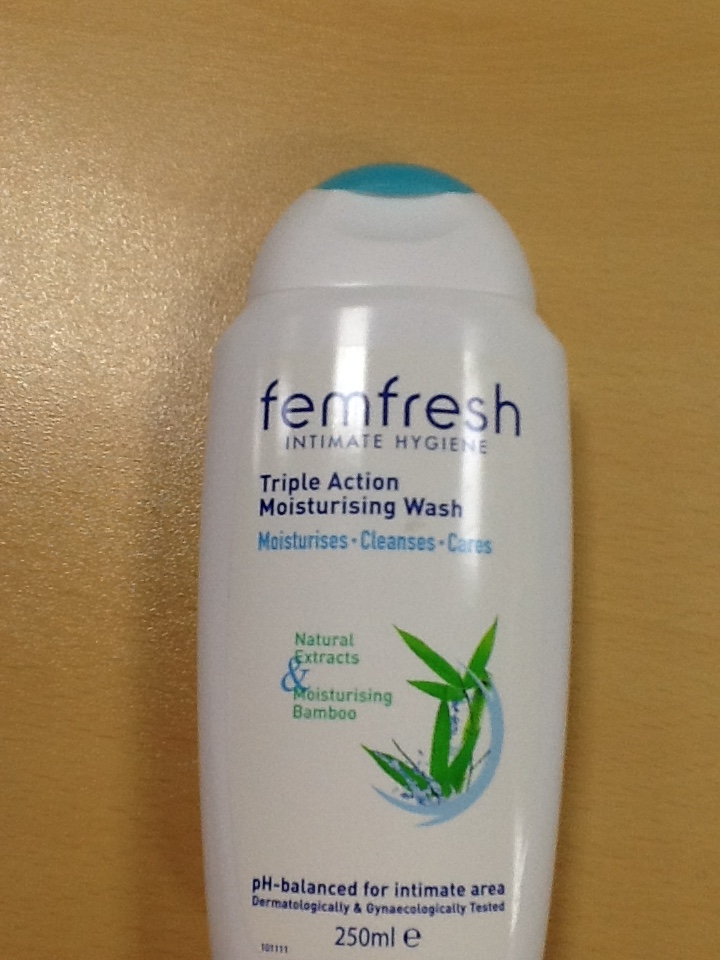 femfresh
INTIMATE HYGIENE
Triple Action
Moisturising Wash
Moisturises · Cleanses · Cares
Natural
Extracts
&
Moisturising
Bamboo
pH-balanced for intimate area
Dermatologically & Gynaecologically Tested
250ml ℮
101111